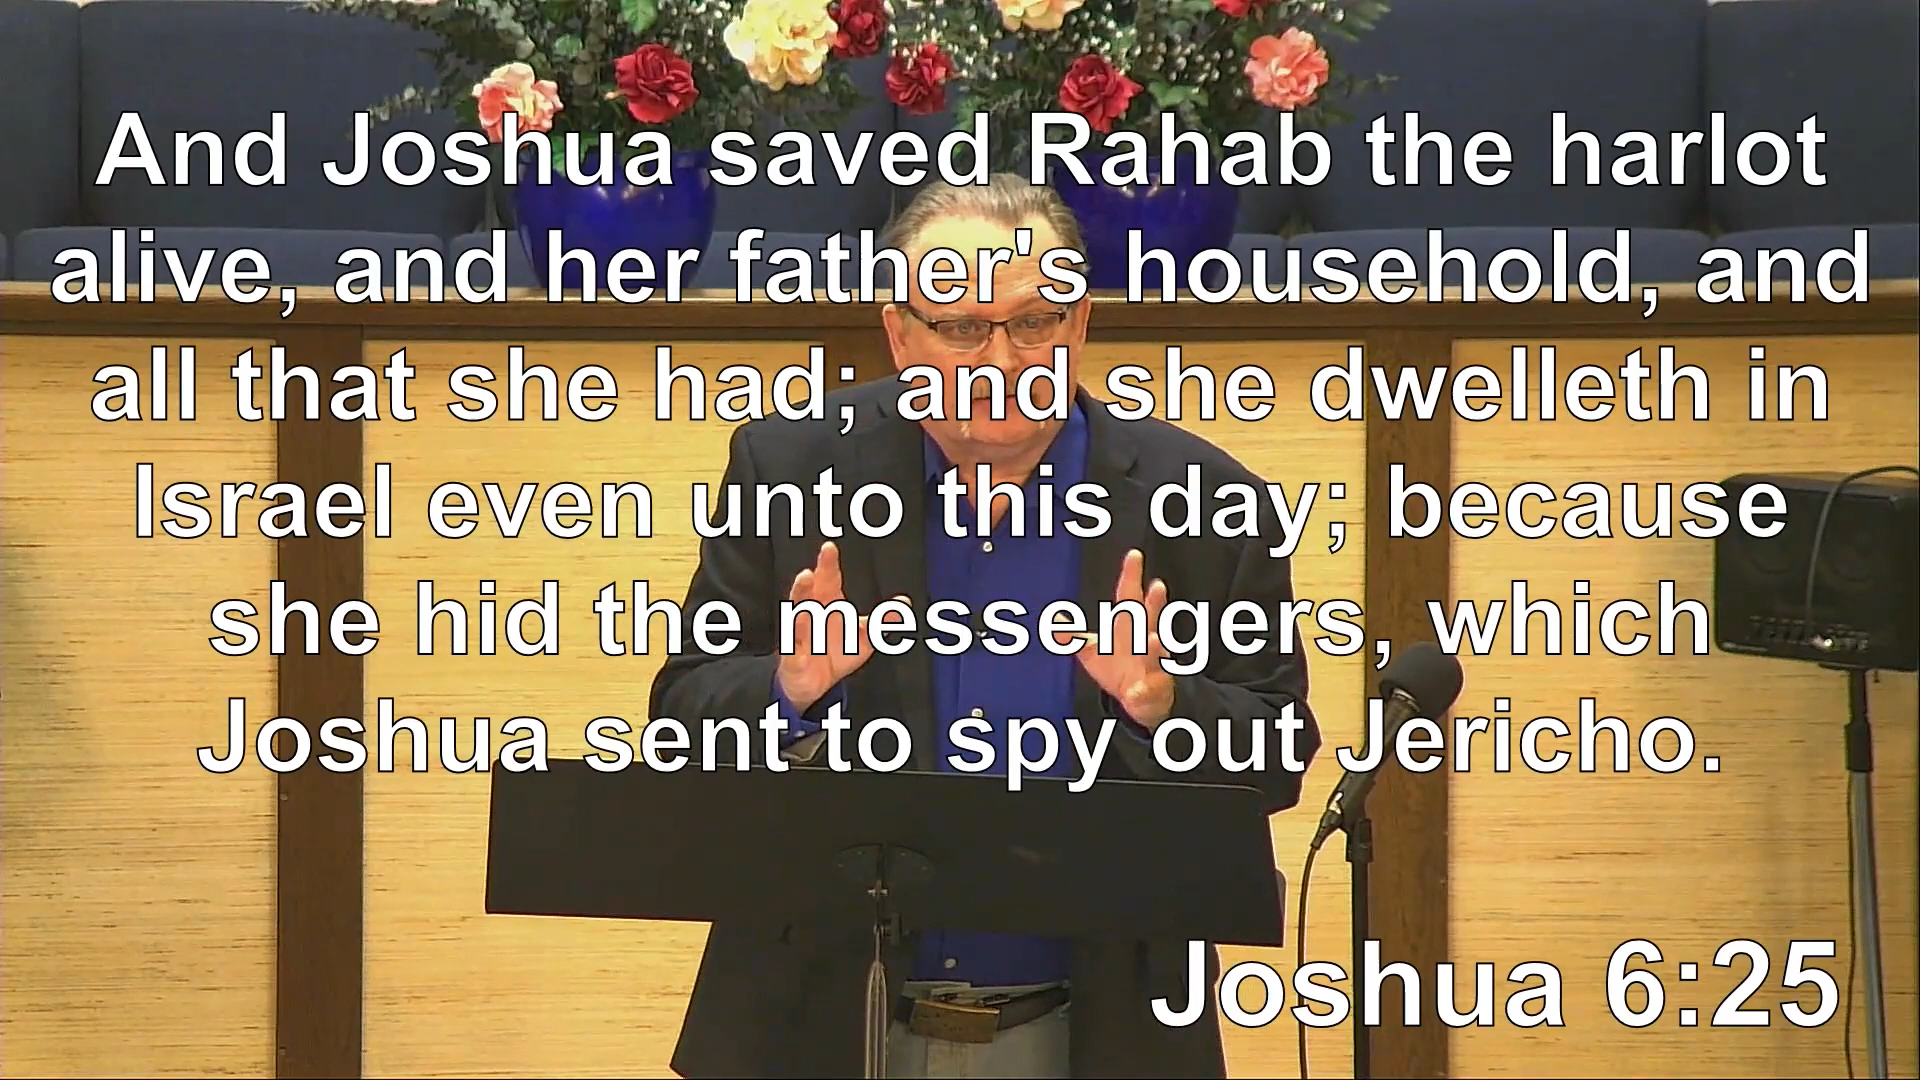 And Joshua saved Rahab the harlot
alive, and her father's household, and
all that she had; and she dwelleth in
Israel even unto this day; because
she hid the messengers, which
Joshua sent to spy out Jericho.
Joshua 6:25